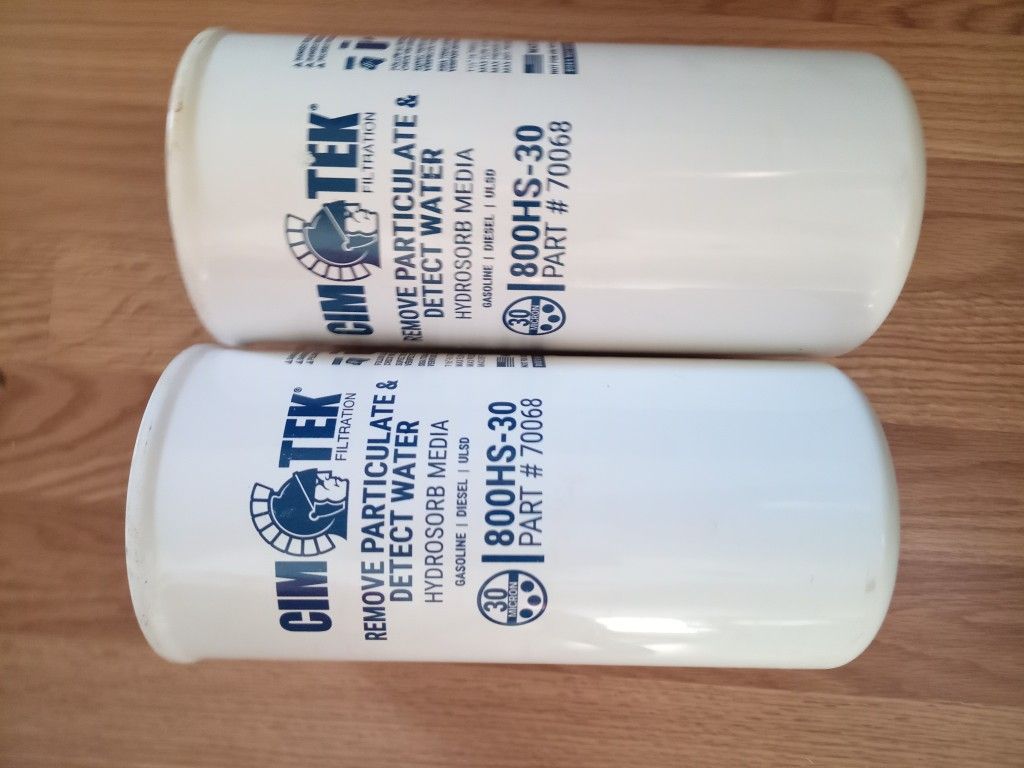 CIM TEK®
FILTRATION
REMOVE PARTICULATE &
DETECT WATER
HYDROSORB MEDIA
GASOLINE | DIESEL | ULSD
30
MICRON
800HS-30
PART # 70068
CIM TEK®
FILTRATION
REMOVE PARTICULATE &
DETECT WATER
HYDROSORB MEDIA
GASOLINE | DIESEL | ULSD
30
MICRON
800HS-30
PART # 70068